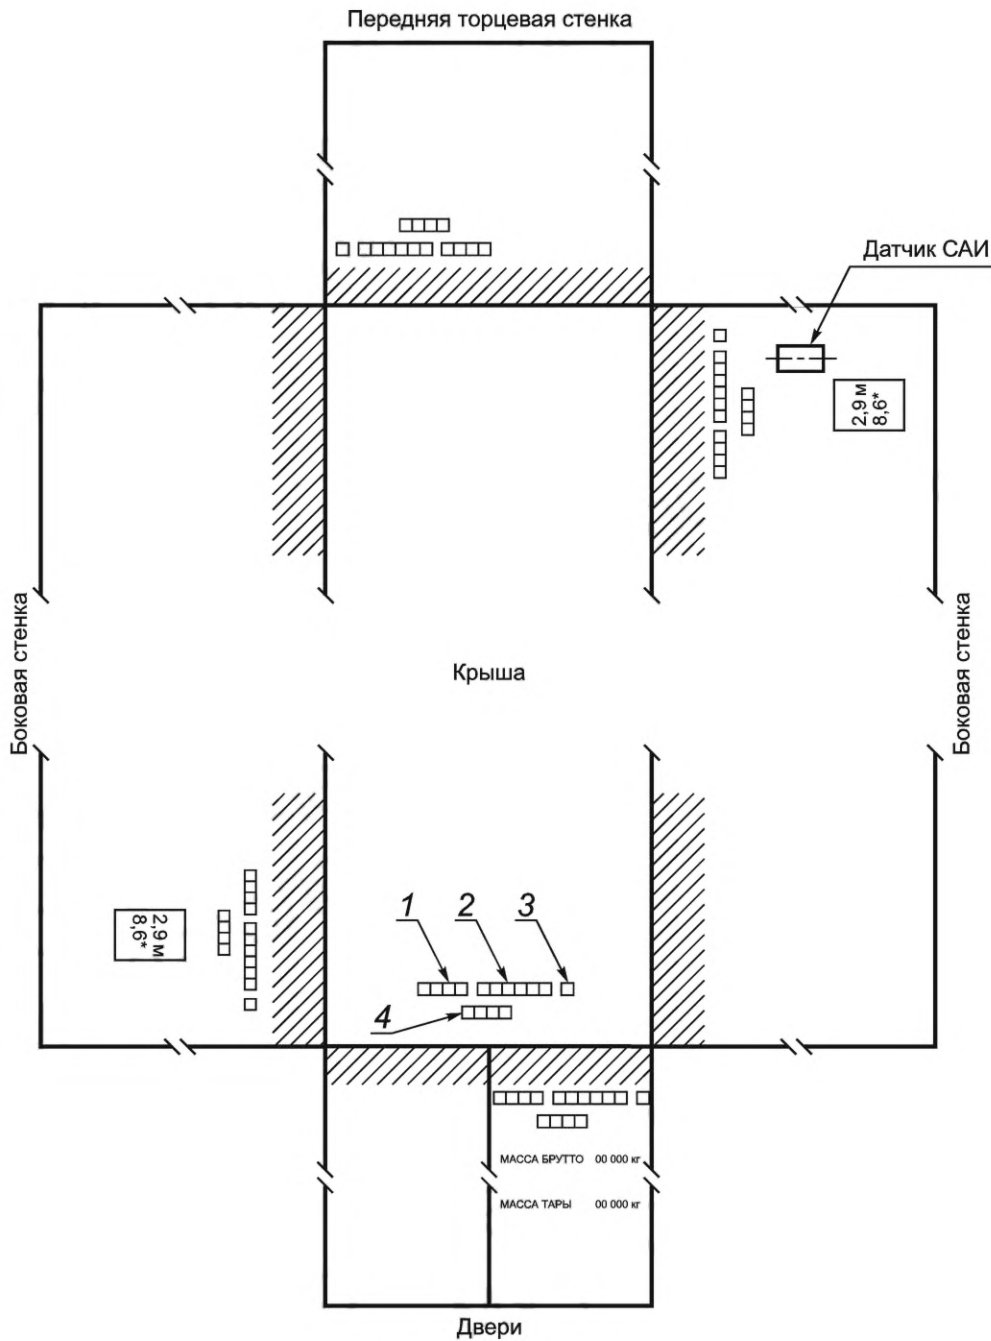 Передняя торцевая стенка
Датчик САИ
2,9 м
8,6*
Боковая стенка
Крыша
Боковая стенка
2,9 м
8,6*
1
2
3
4
МАССА БРУТТО 00 000 кг
МАССА ТАРЫ 00 000 кг
Двери